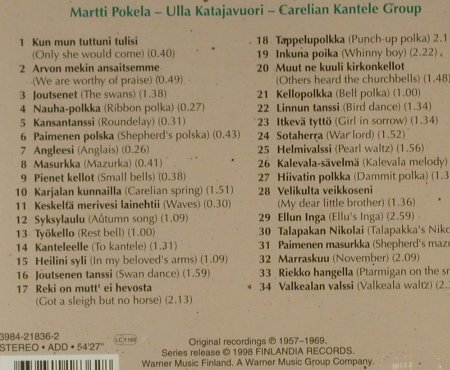 Martti Pokela – Ulla Katajavuori – Carelian Kantele Group
1 Kun mun tuttuni tulisi
(Only she would come) (0.40)
2 Arvon mekin ansaitsemme
(We are worthy of praise) (0.49)
3 Joutsenet (The swans) (1.38)
4 Nauha-polkka (Ribbon polka) (0.27)
5 Kansantanssi (Roundelay) (0.31)
6 Paimenen polska (Shepherd's polska) (0.43)
7 Angleesi (Anglais) (0.26)
8 Masurkka (Mazurka) (0.41)
9 Pienet kellot (Small bells) (0.38)
10 Karjalan kunnailla (Carelian spring) (1.51)
11 Keskellä merivesi lainehtii (Waves) (0.30)
12 Syksylaulu (Autumn song) (1.09)
13 Työkello (Rest bell) (1.00)
14 Kanteleelle (To kantele) (1.31)
15 Heilini syli (In my beloved's arms) (1.09)
16 Joutsenen tanssi (Swan dance) (1.59)
17 Reki on mutt' ei hevosta
(Got a sleigh but no horse) (2.13)
18 Tappelupolkka (Punch-up polka) 2.1
19 Inkuna poika (Whinny boy) (2.22)
20 Muut ne kuuli kirkonkellot
(Others heard the churchbells) (1.48)
21 Kellopolkka (Bell polka) (1.00)
22 Linnun tanssi (Bird dance) (1.34)
23 Itkevä tyttö (Girl in sorrow) (1.34)
24 Sotaherra (War lord) (1.52)
25 Helmivalssi (Pearl waltz) (1.56)
26 Kalevala-sävelmä (Kalevala melody)
27 Hiivatin polkka (Dammit polka) (1.
28 Velikulta veikkoseni
(My dear little brother) (1.36)
29 Ellun Inga (Ellu's Inga) (2.59)
30 Talapakan Nikolai (Talapakka's Niko
31 Paimenen masurkka (Shepherd's maz
32 Marraskuu (November) (2.09)
33 Riekko hangella (Ptarmigan on the sn
34 Valkealan valssi (Valkeala waltz) (2.
3984-21836-2
STEREO • ADD • 54'27"
LC 1169
Original recordings ℗ 1957–1969.
Series release © 1998 FINLANDIA RECORDS.
Warner Music Finland. A Warner Music Group Company.